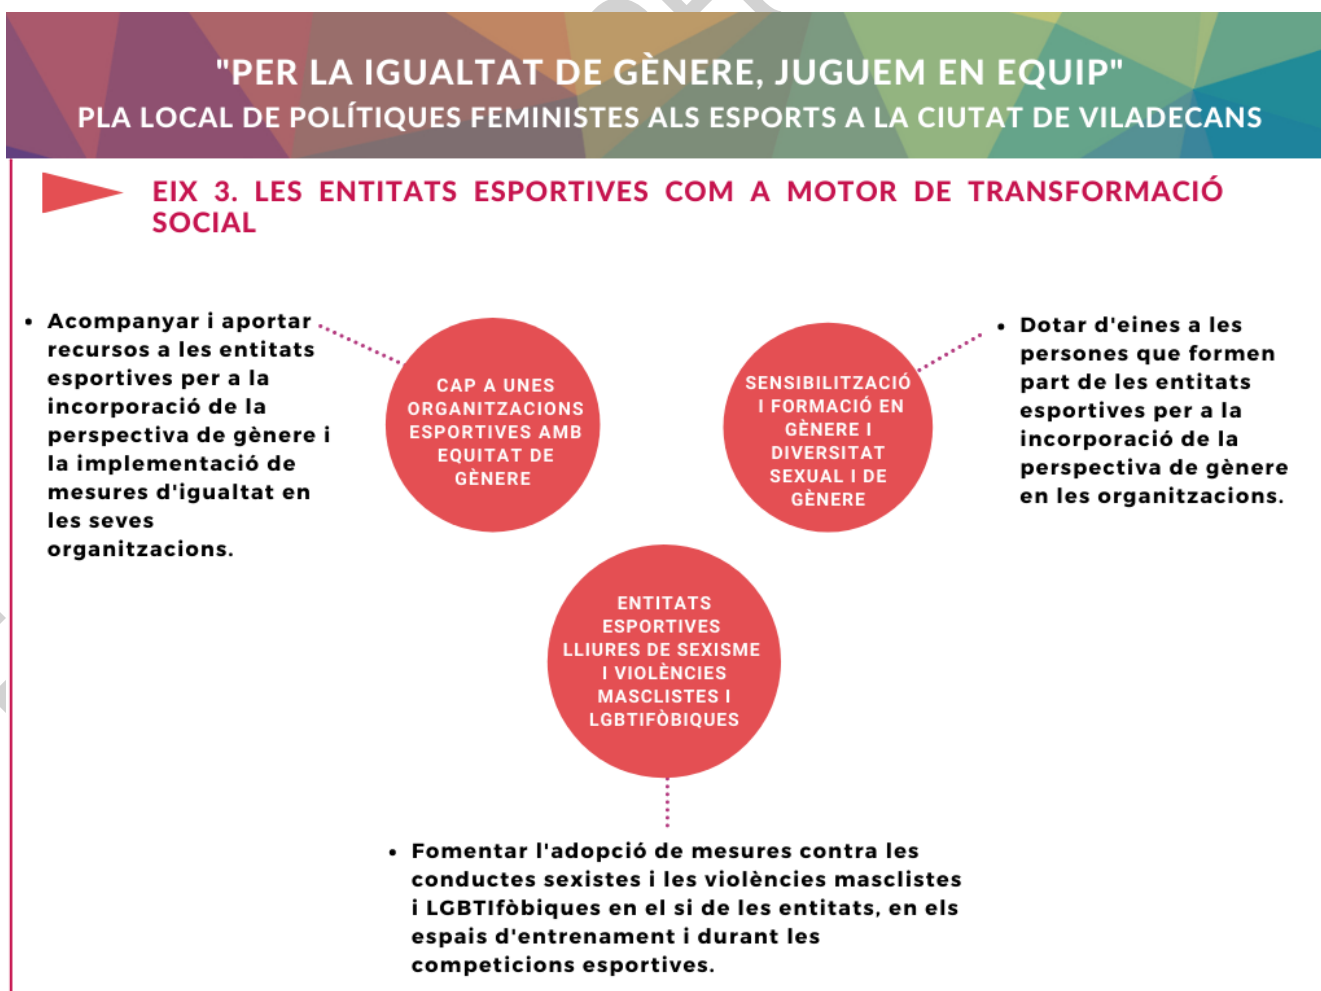 "PER LA IGUALTAT DE GÈNERE, JUGUEM EN EQUIP"
PLA LOCAL DE POLÍTIQUES FEMINISTES ALS ESPORTS A LA CIUTAT DE VILADECANS
EIX 3. LES ENTITATS ESPORTIVES COM A MOTOR DE TRANSFORMACIÓ
SOCIAL
• Acompanyar i aportar
recursos a les entitats
esportives per a la
incorporació de la
perspectiva de gènere i
la implementació de
mesures d'igualtat en
les seves
organitzacions.
CAP A UNES
ORGANITZACIONS
ESPORTIVES AMB
EQUITAT DE
GÈNERE
SENSIBILITZACIÓ
I FORMACIÓ EN
GÈNERE I
DIVERSITAT
SEXUAL I DE
GÈNERE
• Dotar d'eines a les
persones que formen
part de les entitats
esportives per a la
incorporació de la
perspectiva de gènere
en les organitzacions.
ENTITATS
ESPORTIVES
LLIURES DE SEXISME
I VIOLÈNCIES
MASCLISTES I
LGBTIFÒBIQUES
• Fomentar l'adopció de mesures contra les
conductes sexistes i les violències masclistes
i LGBTIfòbiques en el si de les entitats, en els
espais d'entrenament i durant les
competicions esportives.